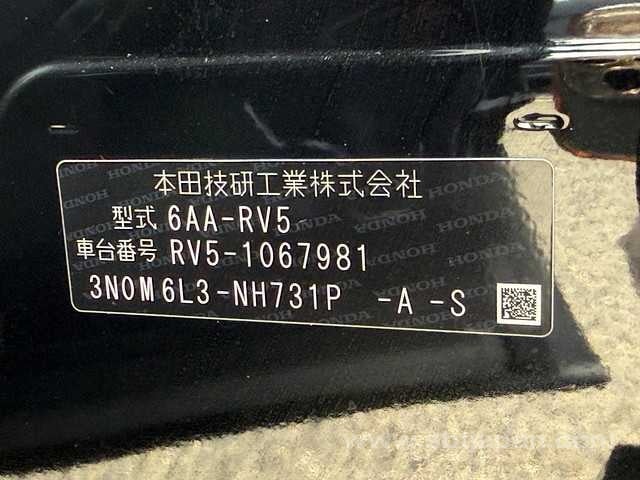 本田技研工業株式会社
型式 6AA-RV5
車台番号 RV5-1067981
3N0M6L3-NH731P -A -S